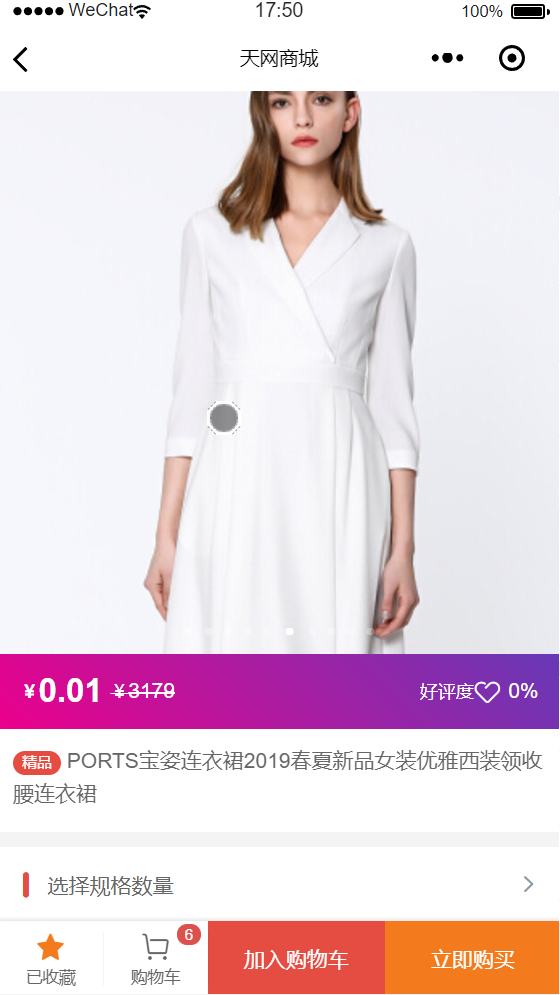 WeChat 17:50 100%
天网商城
¥0.01 ¥3179 好评度 0%
精品 PORTS宝姿连衣裙2019春夏新品女装优雅西装领收
腰连衣裙
选择规格数量
6
已收藏 购物车 加入购物车 立即购买